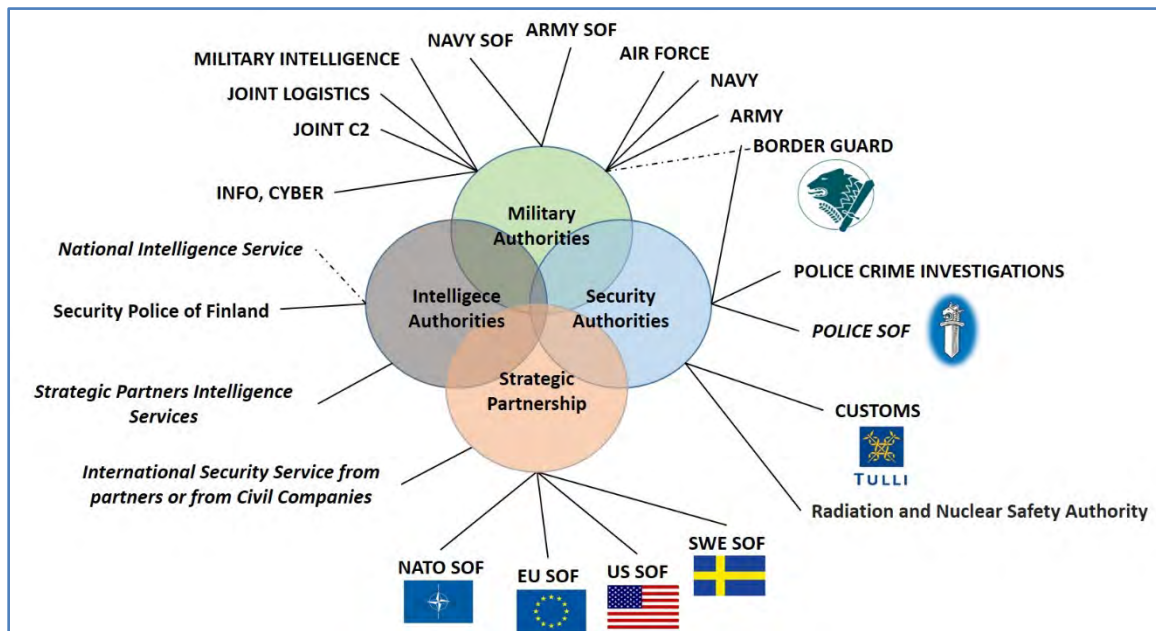 ARMY SOF
NAVY SOF
AIR FORCE
MILITARY INTELLIGENCE
NAVY
JOINT LOGISTICS
ARMY
JOINT C2
BORDER GUARD
INFO, CYBER
Military
Authorities
National Intelligence Service
POLICE CRIME INVESTIGATIONS
Security Police of Finland
Intelligece
Authorities
Security
Authorities
POLICE SOF
Strategic
Partnership
Strategic Partners Intelligence
Services
CUSTOMS
TULLI
International Security Service from
partners or from Civil Companies
Radiation and Nuclear Safety Authority
NATO SOF
EU SOF
US SOF
SWE SOF